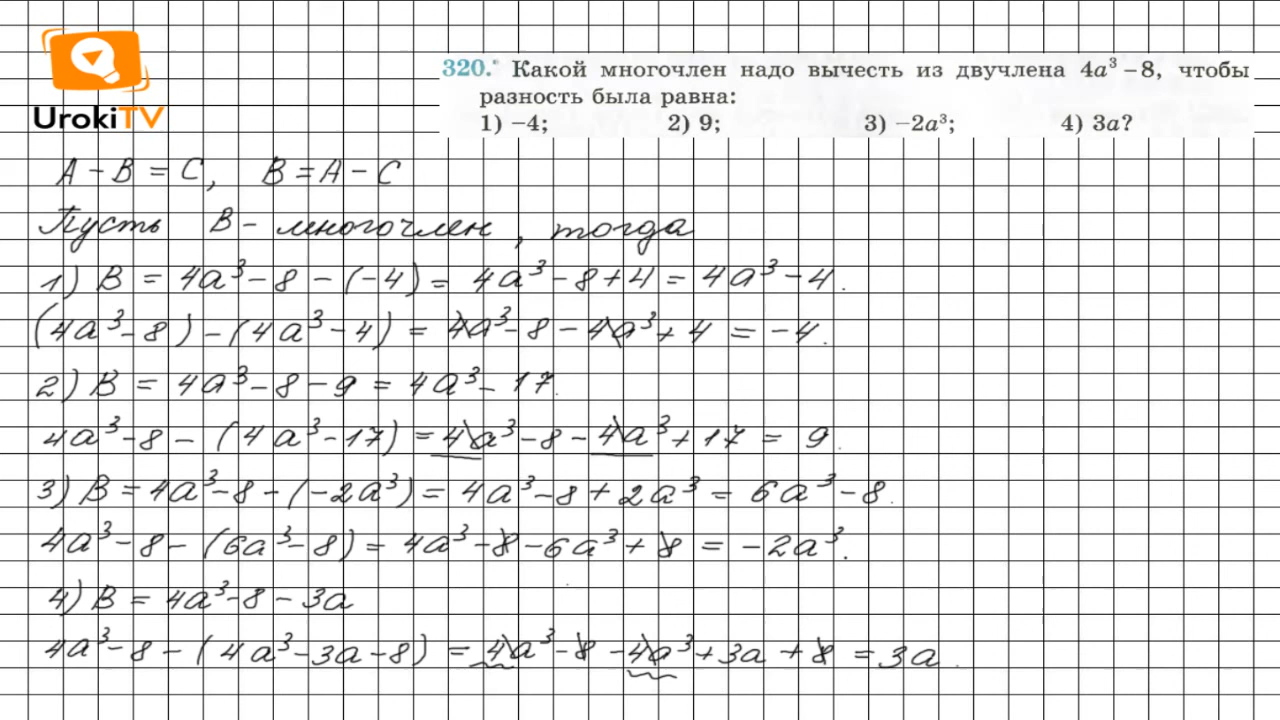 UrokiTV
320.* Какой многочлен надо вычесть из двучлена 4a³ – 8, чтобы
разность была равна:
1) –4; 2) 9; 3) –2a³; 4) 3a?
A – B = C, B = A – C
Пусть B – многочлен, тогда
1) B = 4a³ – 8 – (–4) = 4a³ – 8 + 4 = 4a³ – 4.
(4a³ – 8) – (4a³ – 4) = 4a³ – 8 – 4a³ + 4 = –4.
2) B = 4a³ – 8 – 9 = 4a³ – 17.
4a³ – 8 – (4a³ – 17) = 4a³ – 8 – 4a³ + 17 = 9.
3) B = 4a³ – 8 – (–2a³) = 4a³ – 8 + 2a³ = 6a³ – 8.
4a³ – 8 – (6a³ – 8) = 4a³ – 8 – 6a³ + 8 = –2a³.
4) B = 4a³ – 8 – 3a
4a³ – 8 – (4a³ – 3a – 8) = 4a³ – 8 – 4a³ + 3a + 8 = 3a.